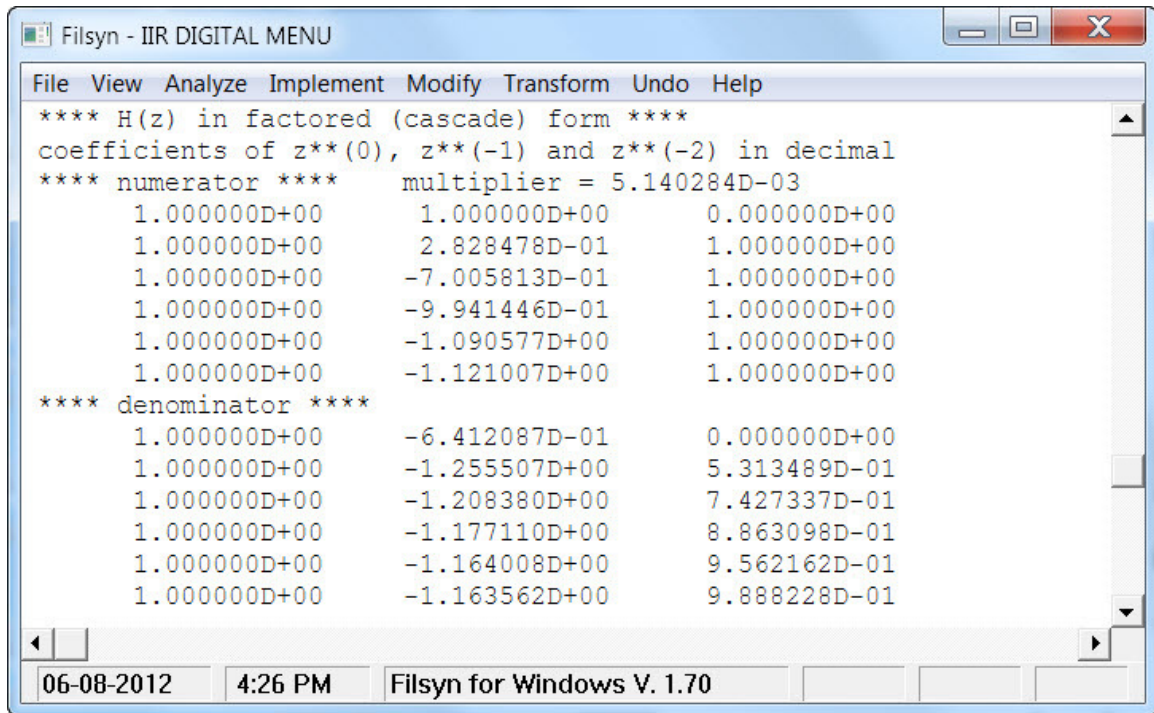 Filsyn - IIR DIGITAL MENU
File View Analyze Implement Modify Transform Undo Help
**** H(z) in factored (cascade) form ****
coefficients of z**(0), z**(-1) and z**(-2) in decimal
**** numerator **** multiplier = 5.140284D-03
1.000000D+00 1.000000D+00 0.000000D+00
1.000000D+00 2.828478D-01 1.000000D+00
1.000000D+00 -7.005813D-01 1.000000D+00
1.000000D+00 -9.941446D-01 1.000000D+00
1.000000D+00 -1.090577D+00 1.000000D+00
1.000000D+00 -1.121007D+00 1.000000D+00
**** denominator ****
1.000000D+00 -6.412087D-01 0.000000D+00
1.000000D+00 -1.255507D+00 5.313489D-01
1.000000D+00 -1.208380D+00 7.427337D-01
1.000000D+00 -1.177110D+00 8.863098D-01
1.000000D+00 -1.164008D+00 9.562162D-01
1.000000D+00 -1.163562D+00 9.888228D-01
06-08-2012 4:26 PM Filsyn for Windows V. 1.70